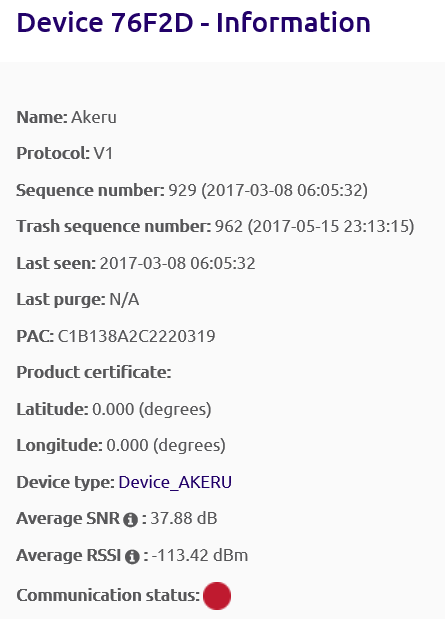 Device 76F2D - Information
Name: Akeru
Protocol: V1
Sequence number: 929 (2017-03-08 06:05:32)
Trash sequence number: 962 (2017-05-15 23:13:15)
Last seen: 2017-03-08 06:05:32
Last purge: N/A
PAC: C1B138A2C2220319
Product certificate:
Latitude: 0.000 (degrees)
Longitude: 0.000 (degrees)
Device type: Device_AKERU
Average SNR i : 37.88 dB
Average RSSI i : -113.42 dBm
Communication status: